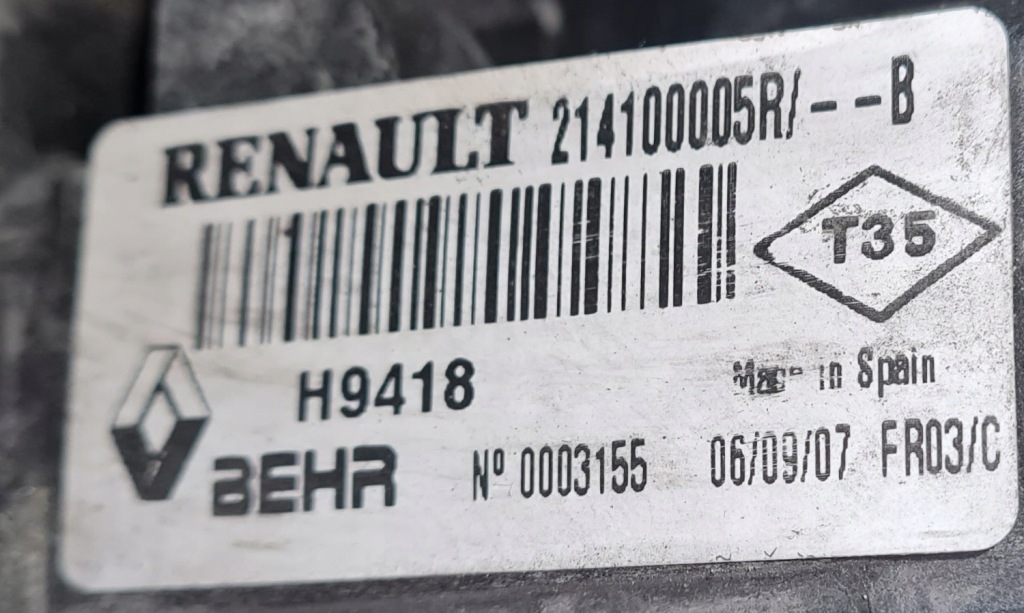 RENAULT 214100005R/--B
T35
H9418
Made in Spain
BEHR Nº 0003155 06/09/07 FR03/C